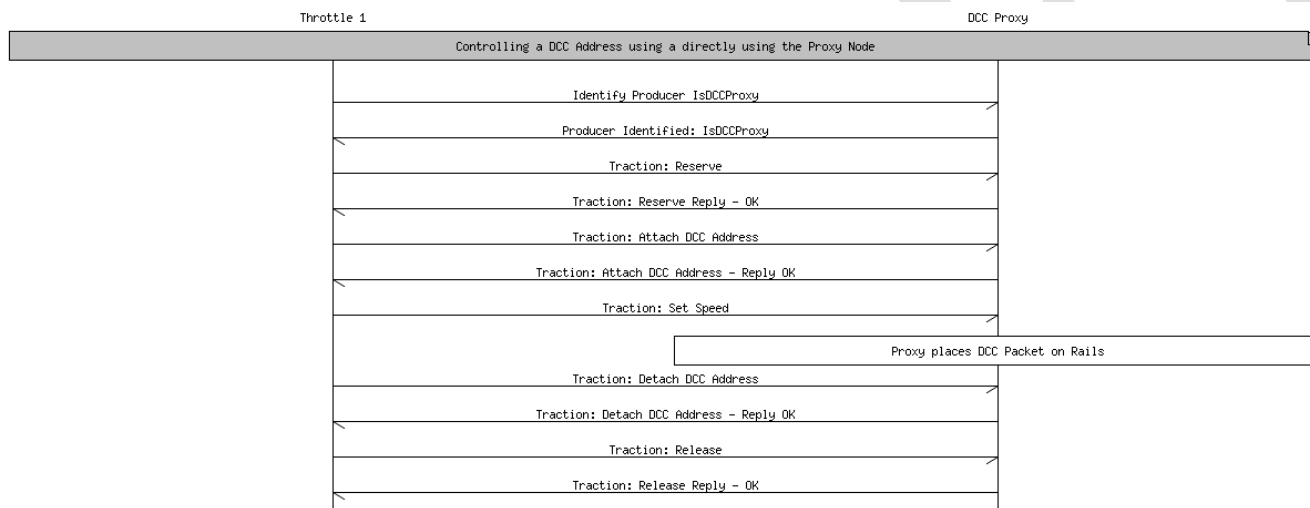 Throttle 1 DCC Proxy
Controlling a DCC Address using a directly using the Proxy Node
Identify Producer IsDCCProxy
Producer Identified: IsDCCProxy
Traction: Reserve
Traction: Reserve Reply - OK
Traction: Attach DCC Address
Traction: Attach DCC Address - Reply OK
Traction: Set Speed
Proxy places DCC Packet on Rails
Traction: Detach DCC Address
Traction: Detach DCC Address - Reply OK
Traction: Release
Traction: Release Reply - OK